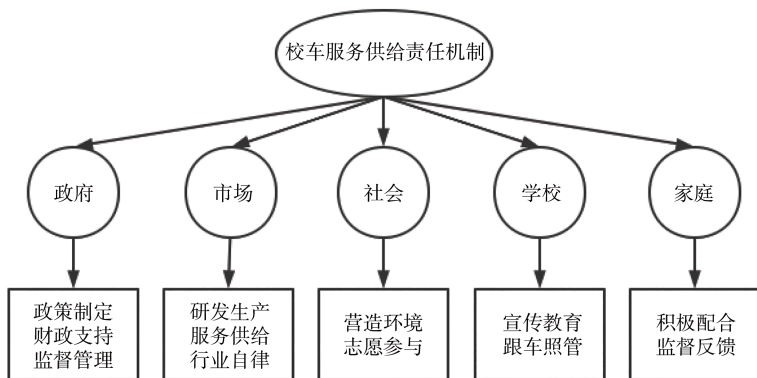 校车服务供给责任机制
政府
市场
社会
学校
家庭
政策制定
财政支持
监督管理
研发生产
服务供给
行业自律
营造环境
志愿参与
宣传教育
跟车照管
积极配合
监督反馈